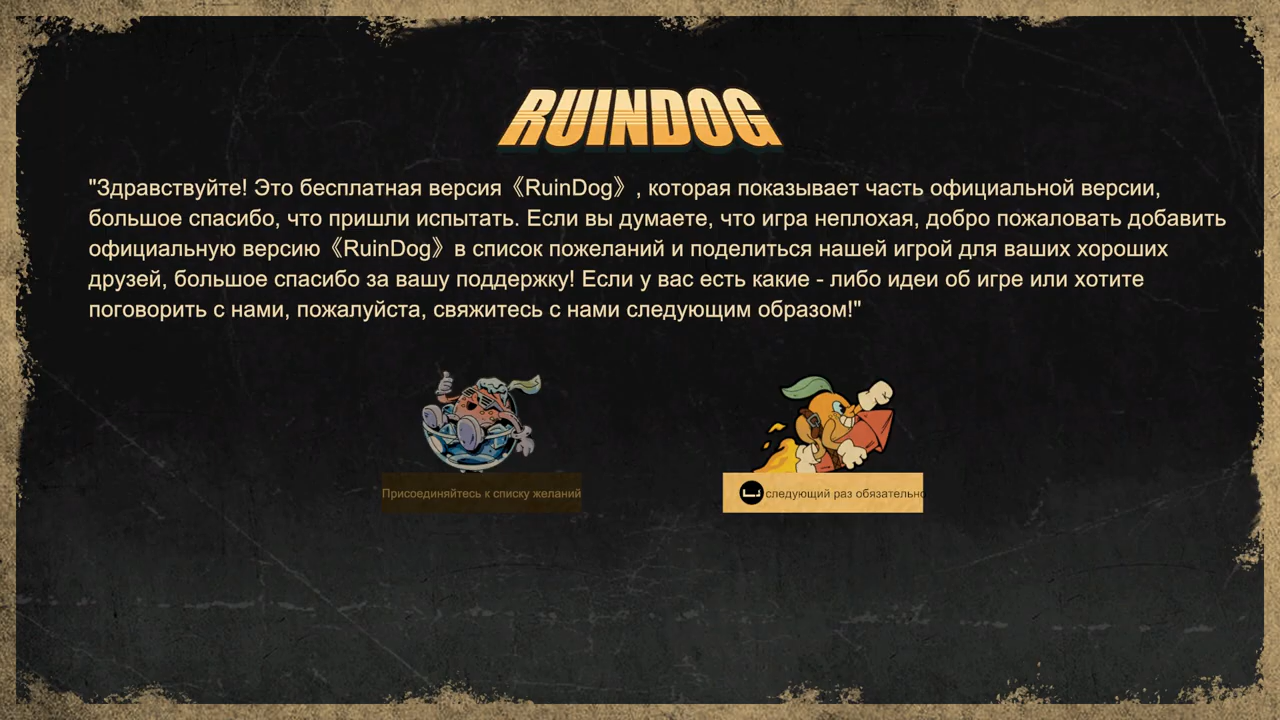 RUINDOG
"Здравствуйте! Это бесплатная версия《RuinDog》, которая показывает часть официальной версии,
большое спасибо, что пришли испытать. Если вы думаете, что игра неплохая, добро пожаловать добавить
официальную версию《RuinDog》в список пожеланий и поделиться нашей игрой для ваших хороших
друзей, большое спасибо за вашу поддержку! Если у вас есть какие - либо идеи об игре или хотите
поговорить с нами, пожалуйста, свяжитесь с нами следующим образом!"
Присоединяйтесь к списку желаний
следующий раз обязательно